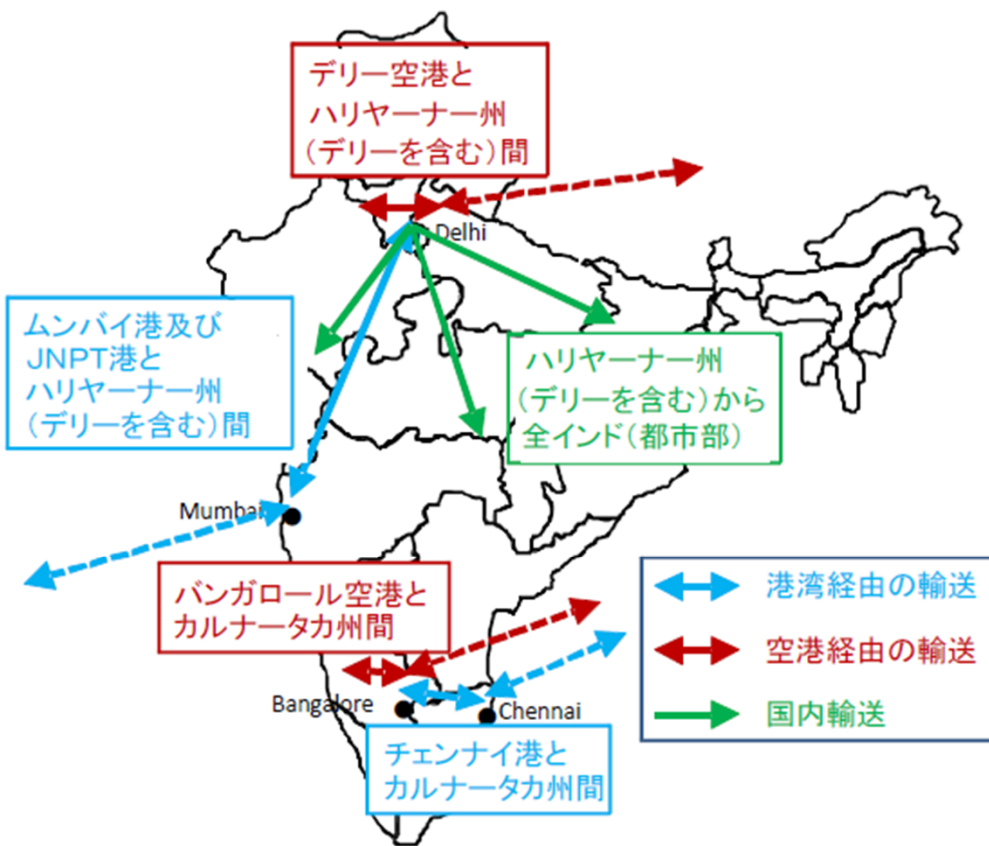 デリー空港と
ハリヤーナー州
(デリーを含む)間
Delhi
ムンバイ港及び
JNPT港と
ハリヤーナー州
(デリーを含む)間
ハリヤーナー州
(デリーを含む)から
全インド(都市部)
Mumbai
バンガロール空港と
カルナータカ州間
港湾経由の輸送
空港経由の輸送
国内輸送
Bangalore
Chennai
チェンナイ港と
カルナータカ州間